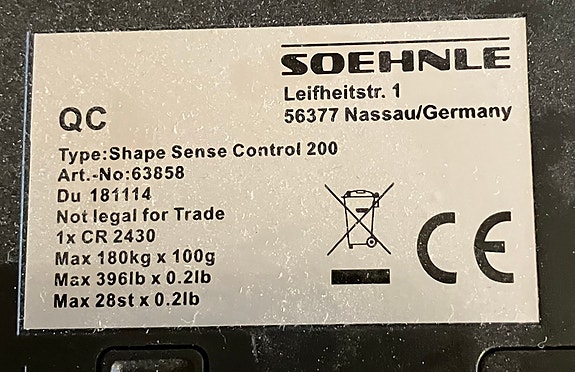 SOEHNLE
Leifheitstr. 1
56377 Nassau/Germany
QC
Type:Shape Sense Control 200
Art.-No:63858
Du 181114
Not legal for Trade
1x CR 2430
Max 180kg x 100g
Max 396lb x 0.2lb
Max 28st x 0.2lb
CE